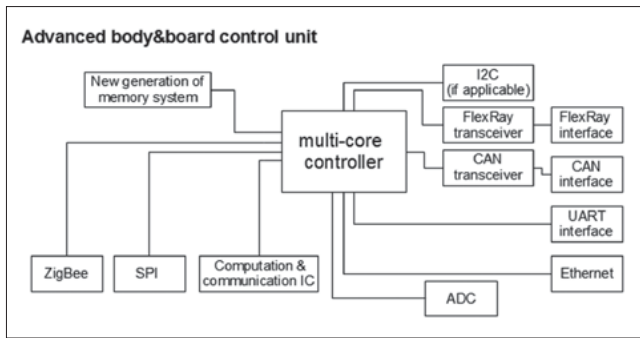 Advanced body&board control unit
New generation of
memory system
I2C
(if applicable)
FlexRay
transceiver
FlexRay
interface
multi-core
controller
CAN
transceiver
CAN
interface
UART
interface
ZigBee
SPI
Computation &
communication IC
Ethernet
ADC